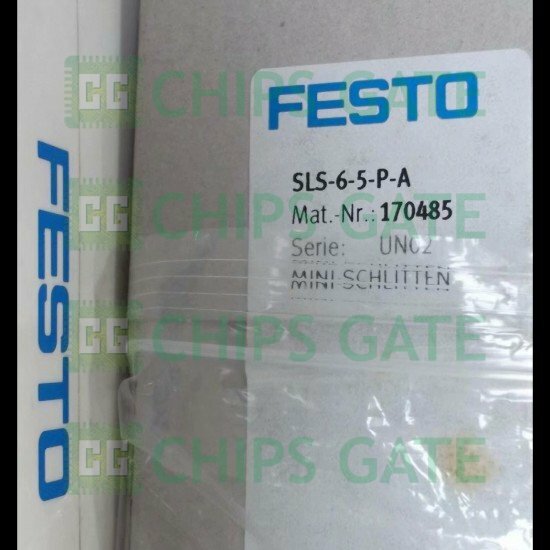 FESTO
SLS-6-5-P-A
Mat.-Nr.: 170485
Serie: UN02
MINI-SCHLITTEN
FESTO
CG CHIPS GATE
CG CHIPS GATE
CG CHIPS GATE
CG CHIPS GATE